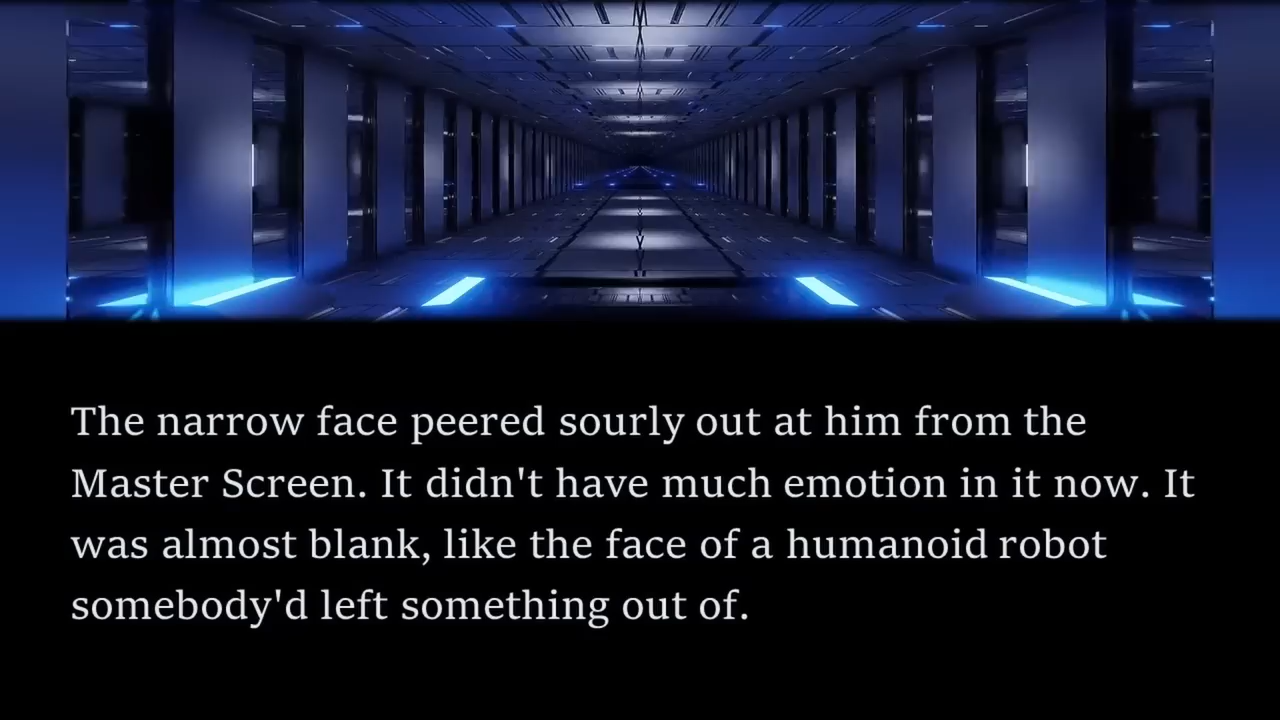 The narrow face peered sourly out at him from the
Master Screen. It didn't have much emotion in it now. It
was almost blank, like the face of a humanoid robot
somebody'd left something out of.